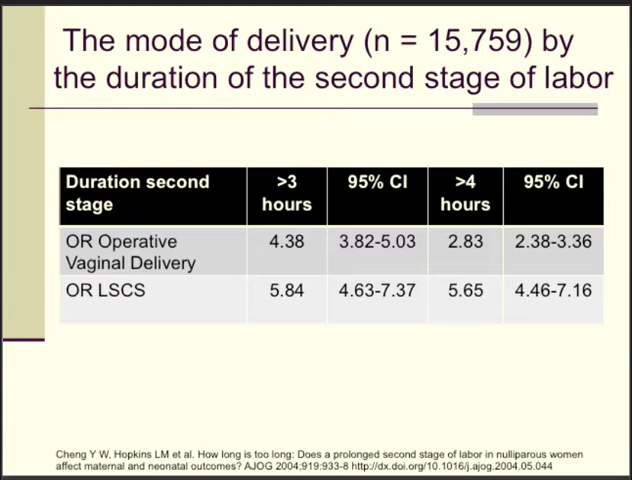 The mode of delivery (n = 15,759) by
the duration of the second stage of labor
Duration second stage >3 hours 95% CI >4 hours 95% CI
OR Operative Vaginal Delivery 4.38 3.82-5.03 2.83 2.38-3.36
OR LSCS 5.84 4.63-7.37 5.65 4.46-7.16
Cheng Y W, Hopkins LM et al. How long is too long: Does a prolonged second stage of labor in nulliparous women
affect maternal and neonatal outcomes? AJOG 2004;919:933-8 http://dx.doi.org/10.1016/j.ajog.2004.05.044